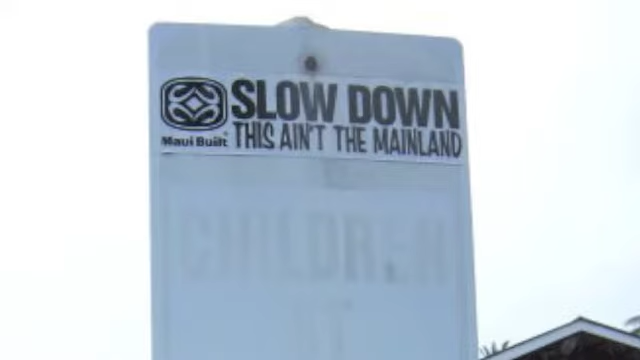 SLOW DOWN
THIS AIN'T THE MAINLAND
Maui Built
CHILDREN